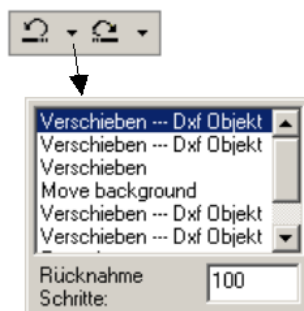 Verschieben --- Dxf Objekt
Verschieben --- Dxf Objekt
Verschieben
Move background
Verschieben --- Dxf Objekt
Verschieben --- Dxf Objekt
Rücknahme
Schritte:
100